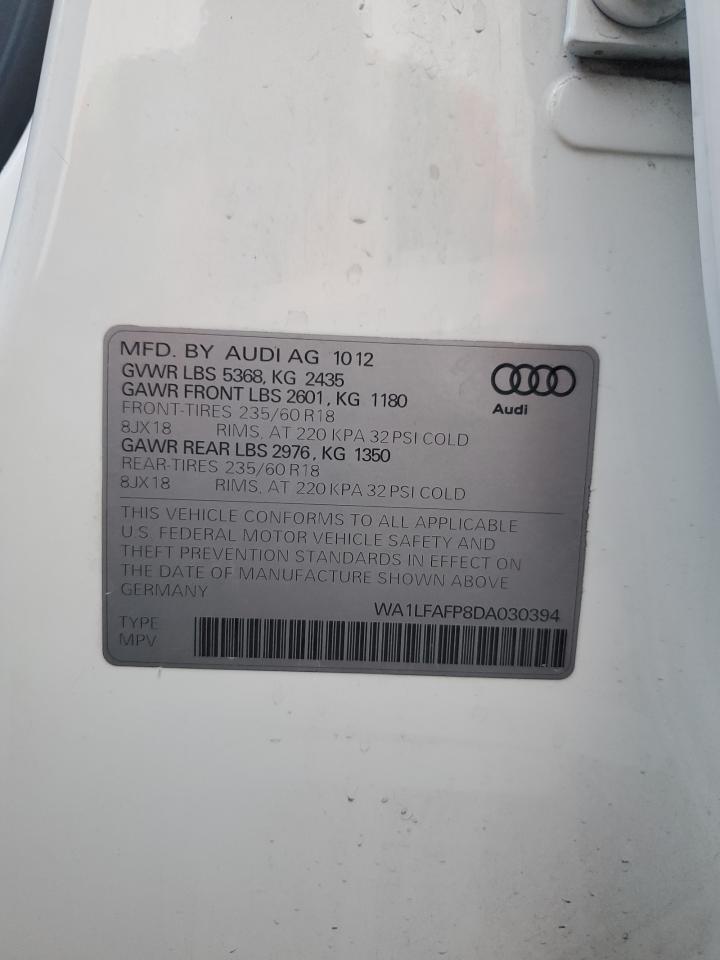 MFD. BY AUDI AG 10 12
GVWR LBS 5368, KG 2435
GAWR FRONT LBS 2601, KG 1180
FRONT-TIRES 235/60 R18
8JX18 RIMS, AT 220 KPA 32 PSI COLD
GAWR REAR LBS 2976, KG 1350
REAR-TIRES 235/60 R18
8JX18 RIMS, AT 220 KPA 32 PSI COLD
Audi
THIS VEHICLE CONFORMS TO ALL APPLICABLE
U.S. FEDERAL MOTOR VEHICLE SAFETY AND
THEFT PREVENTION STANDARDS IN EFFECT ON
THE DATE OF MANUFACTURE SHOWN ABOVE
GERMANY
WA1LFAFP8DA030394
TYPE
MPV